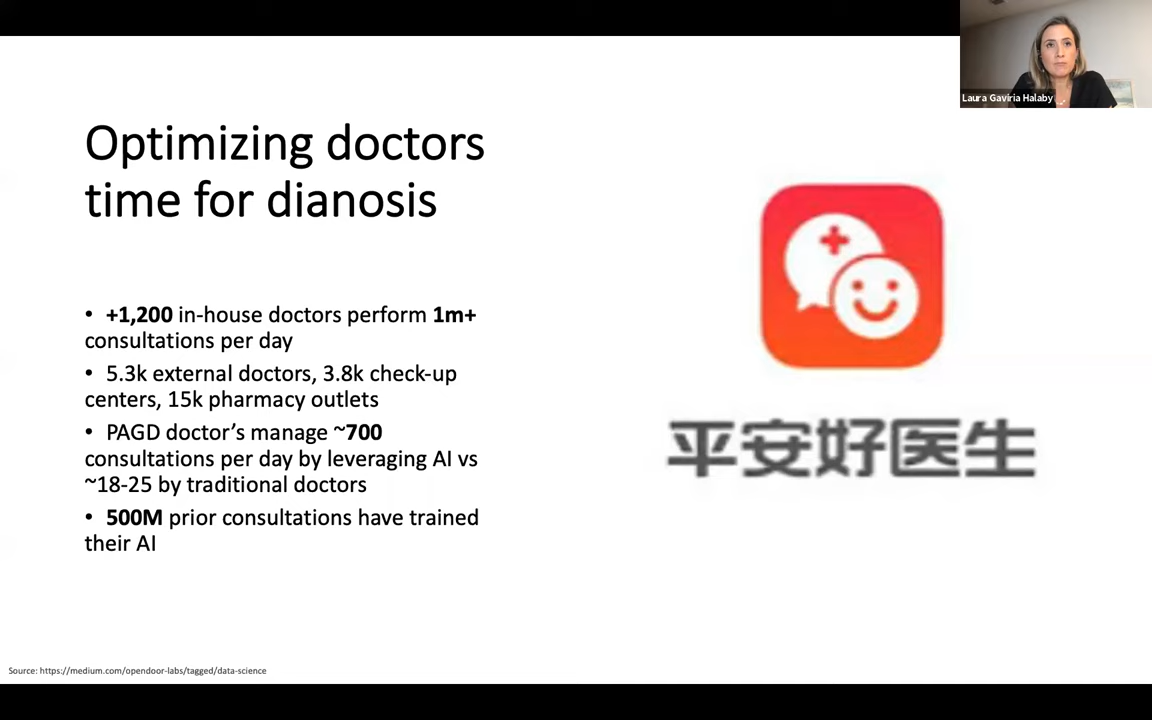 Laura Gaviria Halaby
Optimizing doctors
time for dianosis
• +1,200 in-house doctors perform 1m+
consultations per day
• 5.3k external doctors, 3.8k check-up
centers, 15k pharmacy outlets
• PAGD doctor’s manage ~700
consultations per day by leveraging AI vs
~18-25 by traditional doctors
• 500M prior consultations have trained
their AI
平安好医生
Source: https://medium.com/opendoor-labs/tagged/data-science